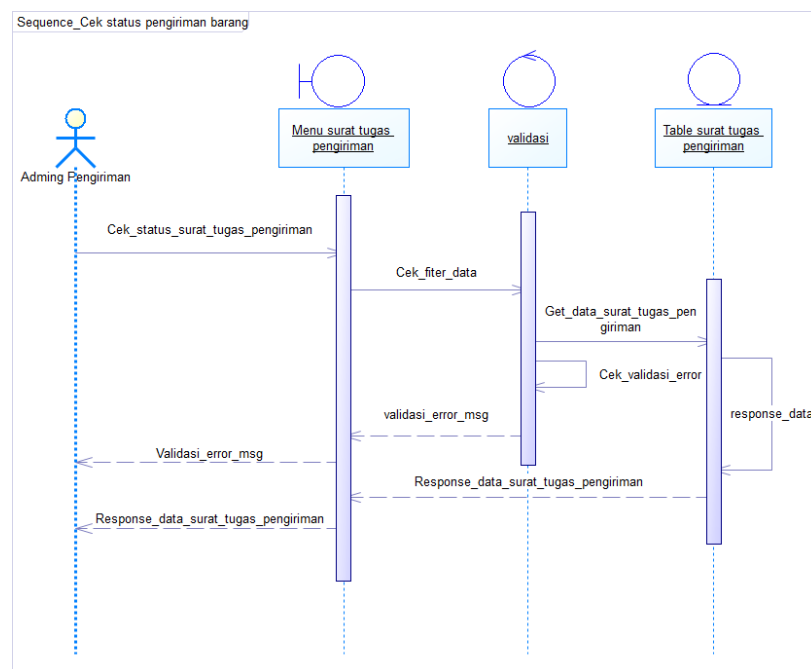 Sequence_Cek status pengiriman barang
Menu surat tugas
pengiriman
validasi
Table surat tugas
pengiriman
Adming Pengiriman
Cek_status_surat_tugas_pengiriman
Cek_fiter_data
Get_data_surat_tugas_pen
giriman
Cek_validasi_error
validasi_error_msg
response_data
Validasi_error_msg
Response_data_surat_tugas_pengiriman
Response_data_surat_tugas_pengiriman